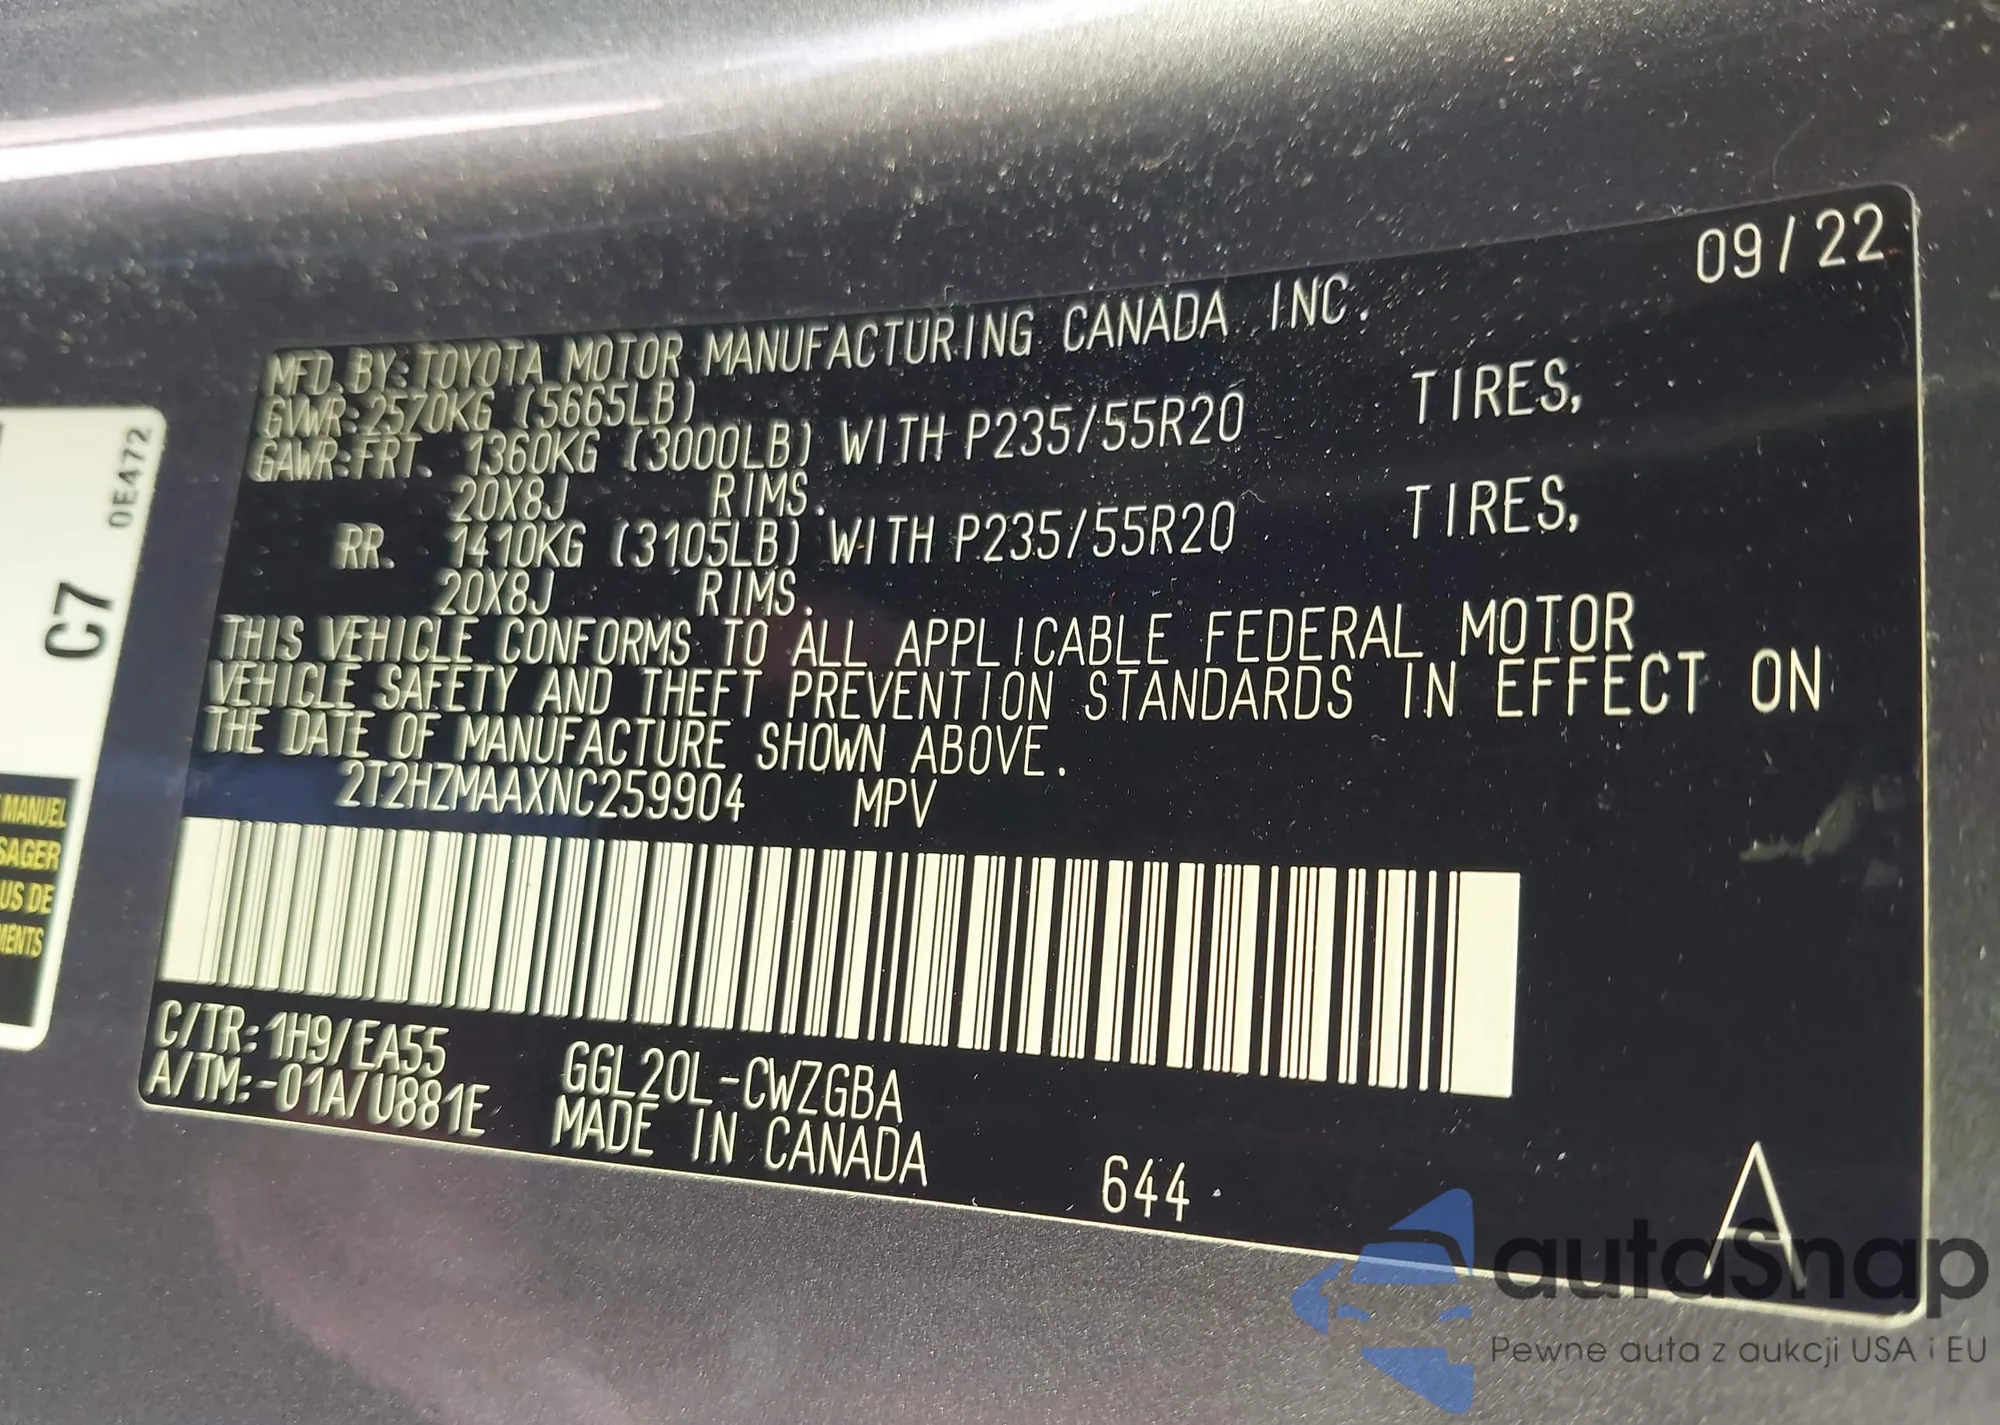 09/22
MFD. BY: TOYOTA MOTOR MANUFACTURING CANADA INC.
GVWR: 2570KG (5665LB)
GAWR: FRT. 1360KG (3000LB) WITH P235/55R20 TIRES,
20X8J RIMS.
RR. 1410KG (3105LB) WITH P235/55R20 TIRES,
20X8J RIMS.
THIS VEHICLE CONFORMS TO ALL APPLICABLE FEDERAL MOTOR
VEHICLE SAFETY AND THEFT PREVENTION STANDARDS IN EFFECT ON
THE DATE OF MANUFACTURE SHOWN ABOVE.
2T2HZMAAXNC259904 MPV
C/TR: 1H9/EA55 GGL20L-CWZGBA
A/TM: -01A/U881E MADE IN CANADA
644
A
0E472
C7
MANUEL
SAGER
US DE
MENTS
autoSnap
Pewne auta z aukcji USA i EU